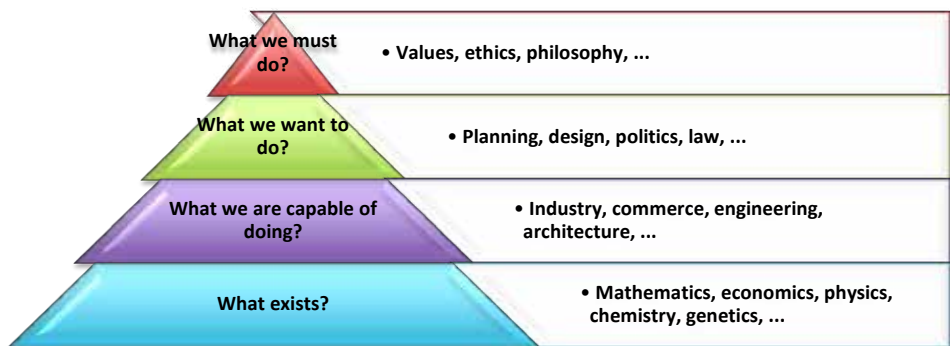 What we must
do?
• Values, ethics, philosophy, ...
What we want to
do?
• Planning, design, politics, law, ...
What we are capable of
doing?
• Industry, commerce, engineering,
architecture, ...
What exists?
• Mathematics, economics, physics,
chemistry, genetics, ...